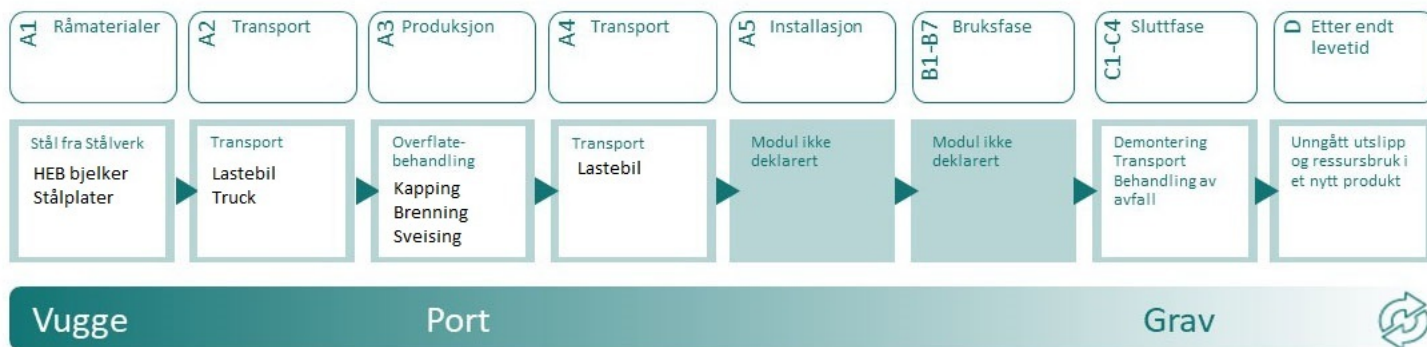 A1 Råmaterialer
A2 Transport
A3 Produksjon
A4 Transport
A5 Installasjon
B1-B7 Bruksfase
C1-C4 Sluttfase
D Etter endt
levetid
Stål fra Stålverk
HEB bjelker
Stålplater
Transport
Lastebil
Truck
Overflate-
behandling
Kapping
Brenning
Sveising
Transport
Lastebil
Modul ikke
deklarert
Modul ikke
deklarert
Demontering
Transport
Behandling av
avfall
Unngått utslipp
og ressursbruk i
et nytt produkt
Vugge
Port
Grav